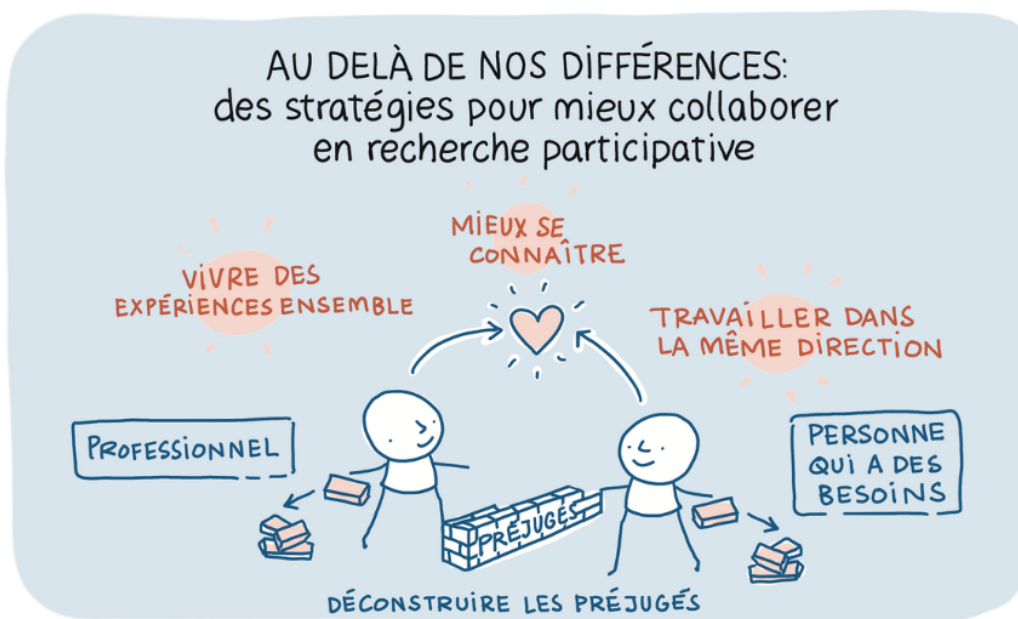 AU DELÀ DE NOS DIFFÉRENCES:
des stratégies pour mieux collaborer
en recherche participative
MIEUX SE
CONNAÎTRE
VIVRE DES
EXPÉRIENCES ENSEMBLE
TRAVAILLER DANS
LA MÊME DIRECTION
PROFESSIONNEL
PERSONNE
QUI A DES
BESOINS
PRÉJUGÉS
DÉCONSTRUIRE LES PRÉJUGÉS